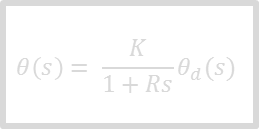 θ(s) = K / (1 + Rs) θ_d(s)